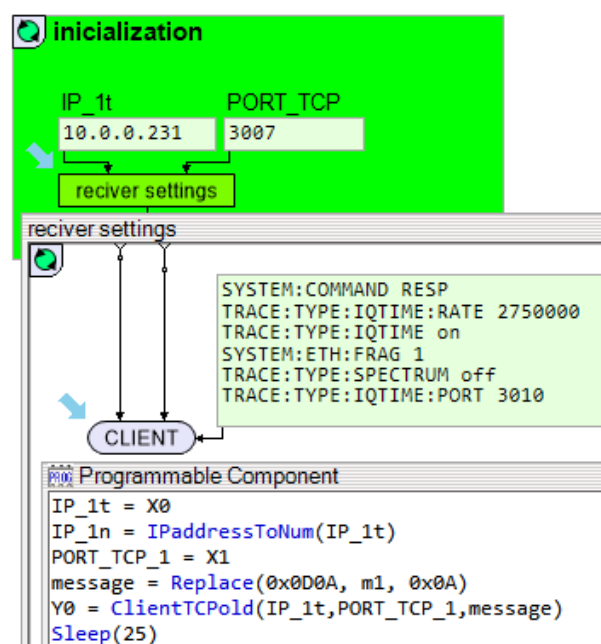 inicialization
IP_1t PORT_TCP
10.0.0.231 3007
reciver settings
reciver settings
SYSTEM:COMMAND RESP
TRACE:TYPE:IQTIME:RATE 2750000
TRACE:TYPE:IQTIME on
SYSTEM:ETH:FRAG 1
TRACE:TYPE:SPECTRUM off
TRACE:TYPE:IQTIME:PORT 3010
CLIENT
PROG Programmable Component
IP_1t = X0
IP_1n = IPaddressToNum(IP_1t)
PORT_TCP_1 = X1
message = Replace(0x0D0A, m1, 0x0A)
Y0 = ClientTCPold(IP_1t,PORT_TCP_1,message)
Sleep(25)